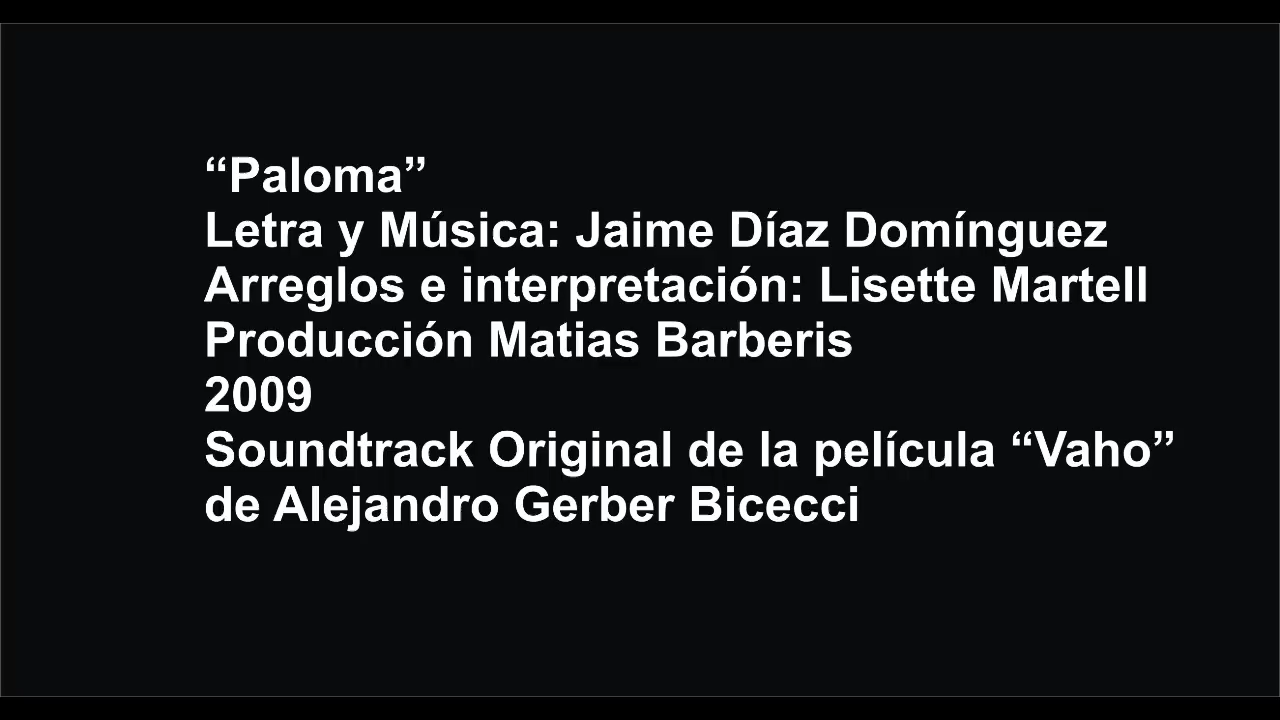 “Paloma”
Letra y Música: Jaime Díaz Domínguez
Arreglos e interpretación: Lisette Martell
Producción Matias Barberis
2009
Soundtrack Original de la película “Vaho”
de Alejandro Gerber Bicecci